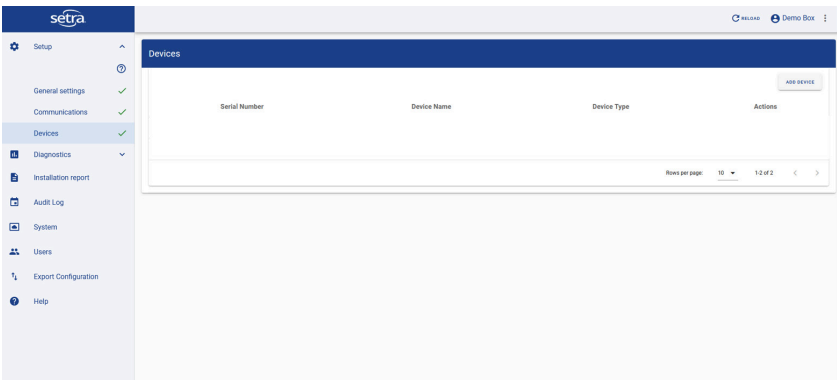 setra
RELOAD Demo Box
Setup
General settings
Communications
Devices
Diagnostics
Installation report
Audit Log
System
Users
Export Configuration
Help
Devices
ADD DEVICE
Serial Number Device Name Device Type Actions
Rows per page: 10 1-2 of 2